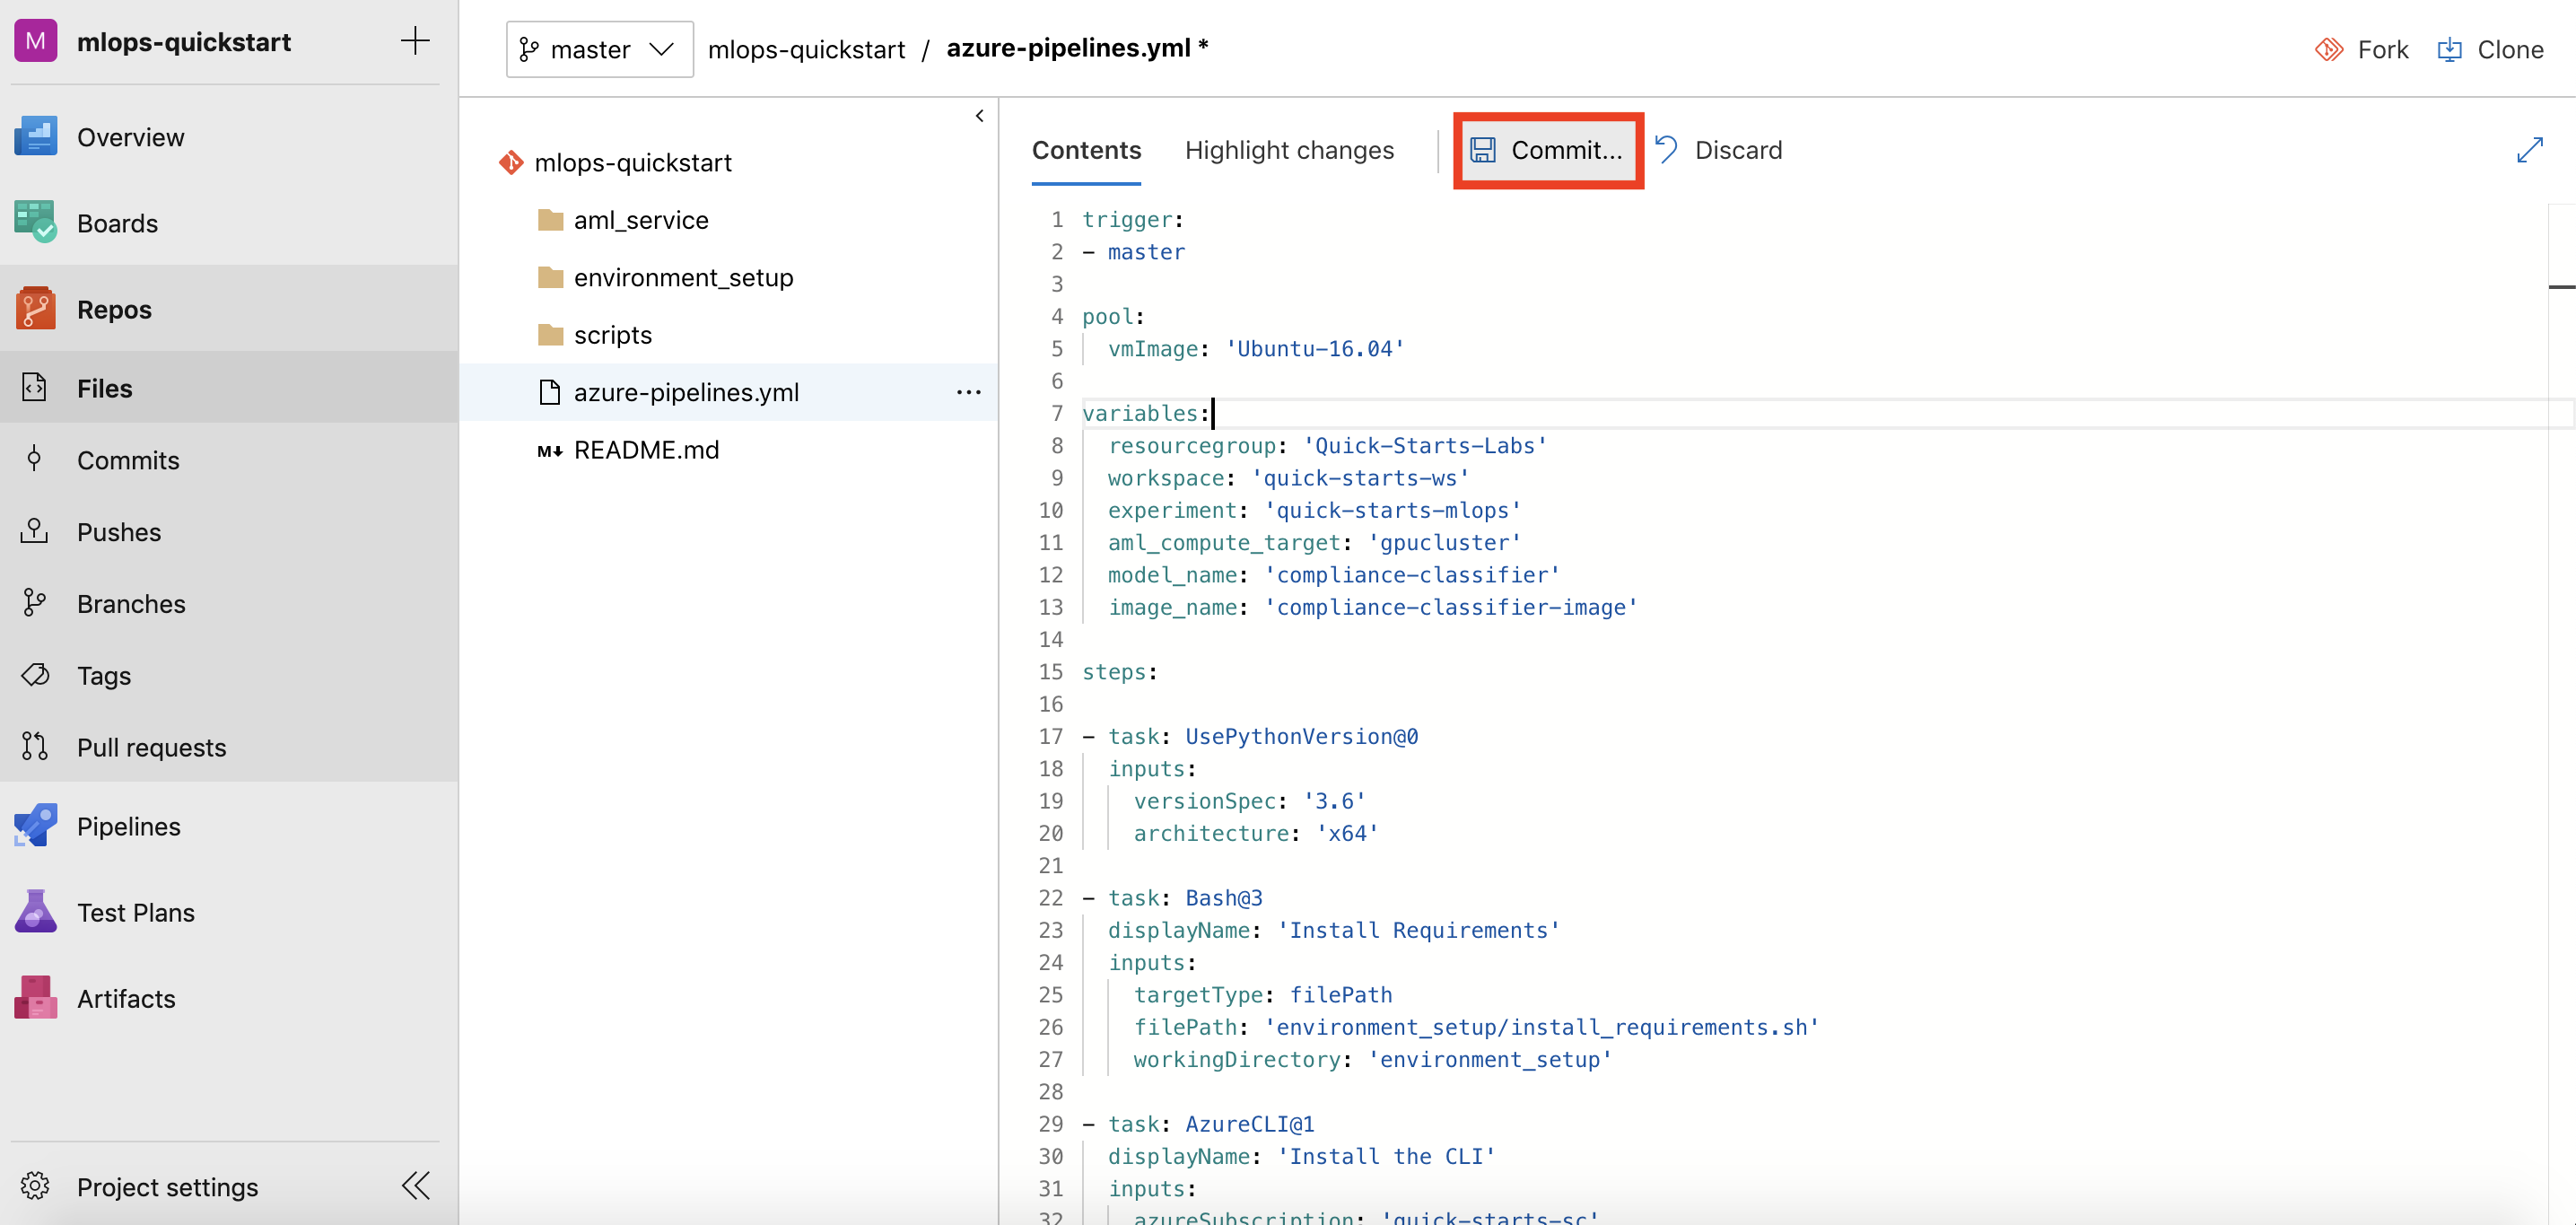 M mlops-quickstart
Overview
Boards
Repos
Files
Commits
Pushes
Branches
Tags
Pull requests
Pipelines
Test Plans
Artifacts
Project settings
master mlops-quickstart / azure-pipelines.yml *
Fork Clone
mlops-quickstart
aml_service
environment_setup
scripts
azure-pipelines.yml ...
M↓ README.md
Contents Highlight changes Commit... Discard
1 trigger:
2 - master
3
4 pool:
5 vmImage: 'Ubuntu-16.04'
6
7 variables:
8 resourcegroup: 'Quick-Starts-Labs'
9 workspace: 'quick-starts-ws'
10 experiment: 'quick-starts-mlops'
11 aml_compute_target: 'gpucluster'
12 model_name: 'compliance-classifier'
13 image_name: 'compliance-classifier-image'
14
15 steps:
16
17 - task: UsePythonVersion@0
18 inputs:
19 versionSpec: '3.6'
20 architecture: 'x64'
21
22 - task: Bash@3
23 displayName: 'Install Requirements'
24 inputs:
25 targetType: filePath
26 filePath: 'environment_setup/install_requirements.sh'
27 workingDirectory: 'environment_setup'
28
29 - task: AzureCLI@1
30 displayName: 'Install the CLI'
31 inputs:
32 azureSubscription: 'quick-starts-sc'